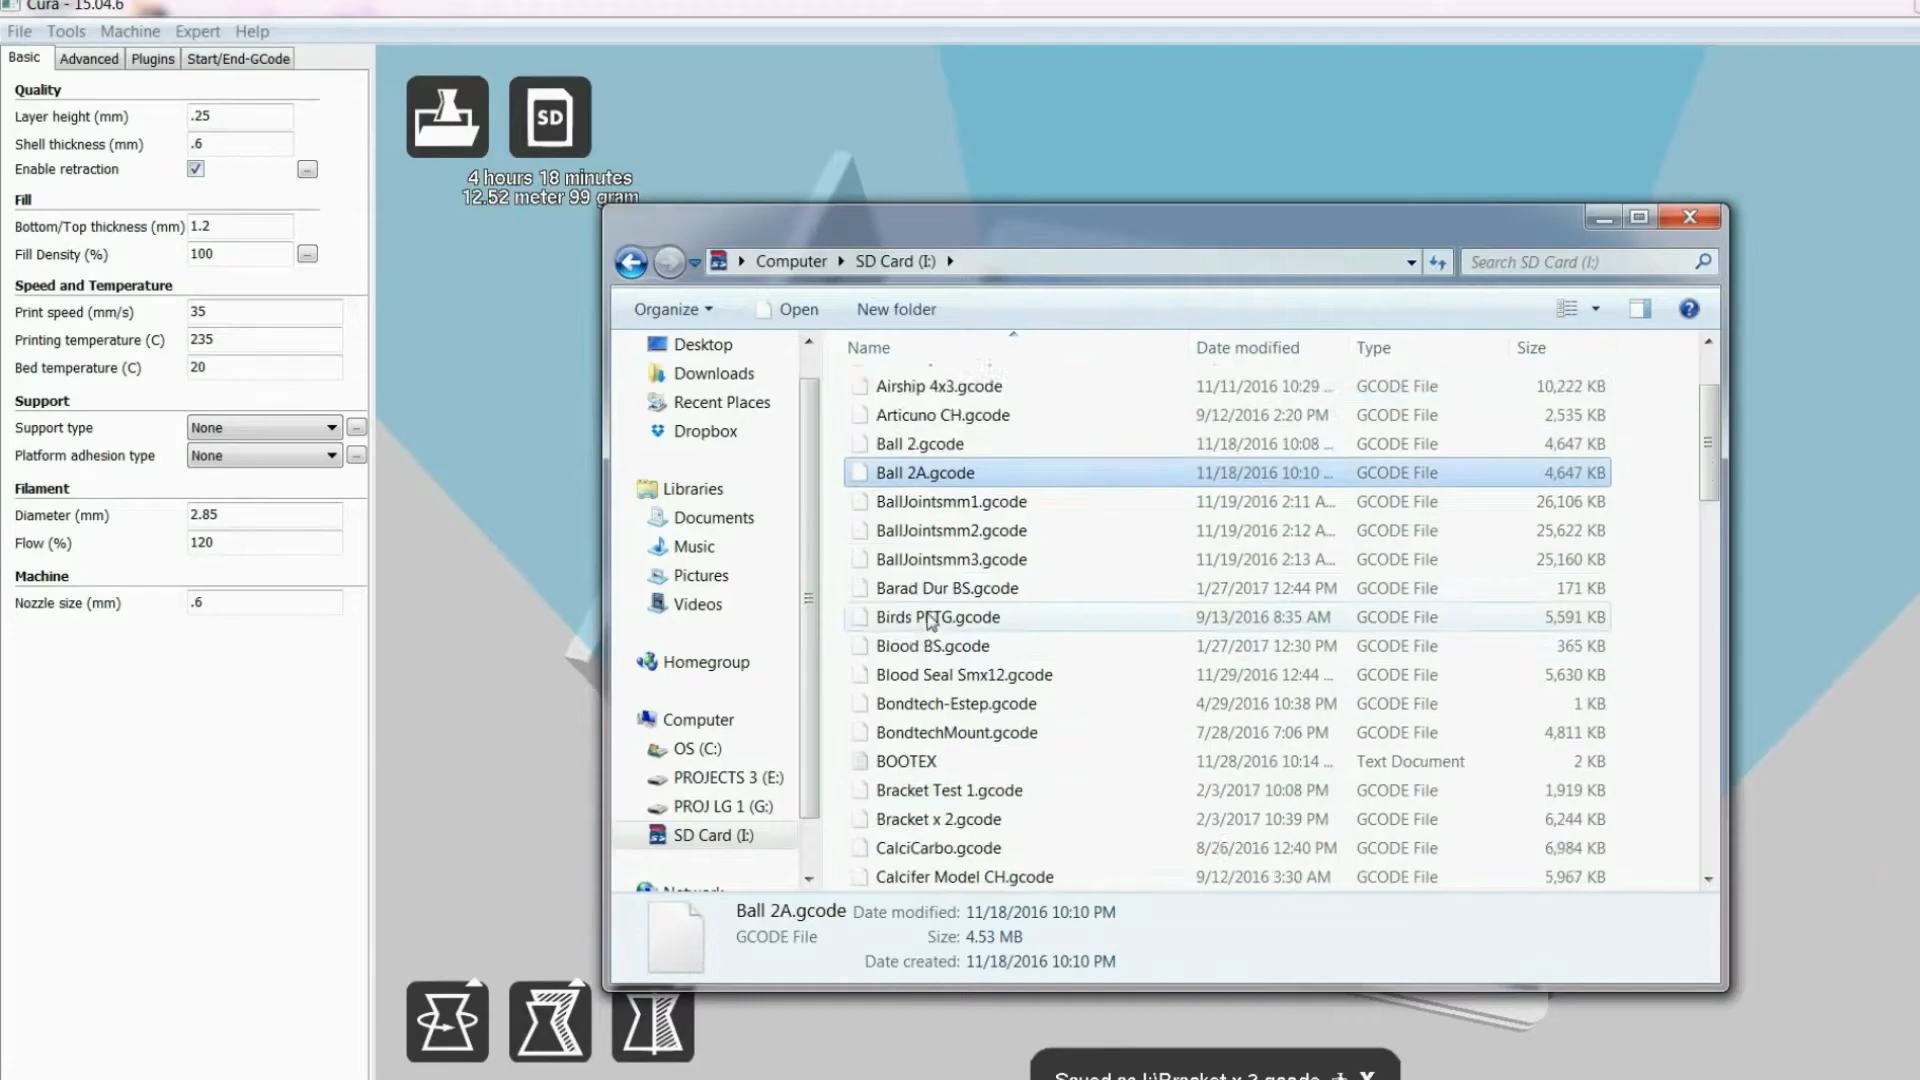 Cura - 15.04.6
File Tools Machine Expert Help
Basic Advanced Plugins Start/End-GCode
Quality
Layer height (mm) .25
Shell thickness (mm) .6
Enable retraction ...
Fill
Bottom/Top thickness (mm) 1.2
Fill Density (%) 100 ...
Speed and Temperature
Print speed (mm/s) 35
Printing temperature (C) 235
Bed temperature (C) 20
Support
Support type None ...
Platform adhesion type None ...
Filament
Diameter (mm) 2.85
Flow (%) 120
Machine
Nozzle size (mm) .6
SD
4 hours 18 minutes
12.52 meter 99 gram
Computer SD Card (I:) Search SD Card (I:)
Organize Open New folder
Desktop
Downloads
Recent Places
Dropbox
Libraries
Documents
Music
Pictures
Videos
Homegroup
Computer
OS (C:)
PROJECTS 3 (E:)
PROJ LG 1 (G:)
SD Card (I:)
Network
Name Date modified Type Size
Airship 4x3.gcode 11/11/2016 10:29 ... GCODE File 10,222 KB
Articuno CH.gcode 9/12/2016 2:20 PM GCODE File 2,535 KB
Ball 2.gcode 11/18/2016 10:08 ... GCODE File 4,647 KB
Ball 2A.gcode 11/18/2016 10:10 ... GCODE File 4,647 KB
BallJointsmm1.gcode 11/19/2016 2:11 A... GCODE File 26,106 KB
BallJointsmm2.gcode 11/19/2016 2:12 A... GCODE File 25,622 KB
BallJointsmm3.gcode 11/19/2016 2:13 A... GCODE File 25,160 KB
Barad Dur BS.gcode 1/27/2017 12:44 PM GCODE File 171 KB
Birds PETG.gcode 9/13/2016 8:35 AM GCODE File 5,591 KB
Blood BS.gcode 1/27/2017 12:30 PM GCODE File 365 KB
Blood Seal Smx12.gcode 11/29/2016 12:44 ... GCODE File 5,630 KB
Bondtech-Estep.gcode 4/29/2016 10:38 PM GCODE File 1 KB
BondtechMount.gcode 7/28/2016 7:06 PM GCODE File 4,811 KB
BOOTEX 11/28/2016 10:14 ... Text Document 2 KB
Bracket Test 1.gcode 2/3/2017 10:08 PM GCODE File 1,919 KB
Bracket x 2.gcode 2/3/2017 10:39 PM GCODE File 6,244 KB
CalciCarbo.gcode 8/26/2016 12:40 PM GCODE File 6,984 KB
Calcifer Model CH.gcode 9/12/2016 3:30 AM GCODE File 5,967 KB
Ball 2A.gcode Date modified: 11/18/2016 10:10 PM
GCODE File Size: 4.53 MB
Date created: 11/18/2016 10:10 PM
Saved as I:\Bracket x 2.gcode X